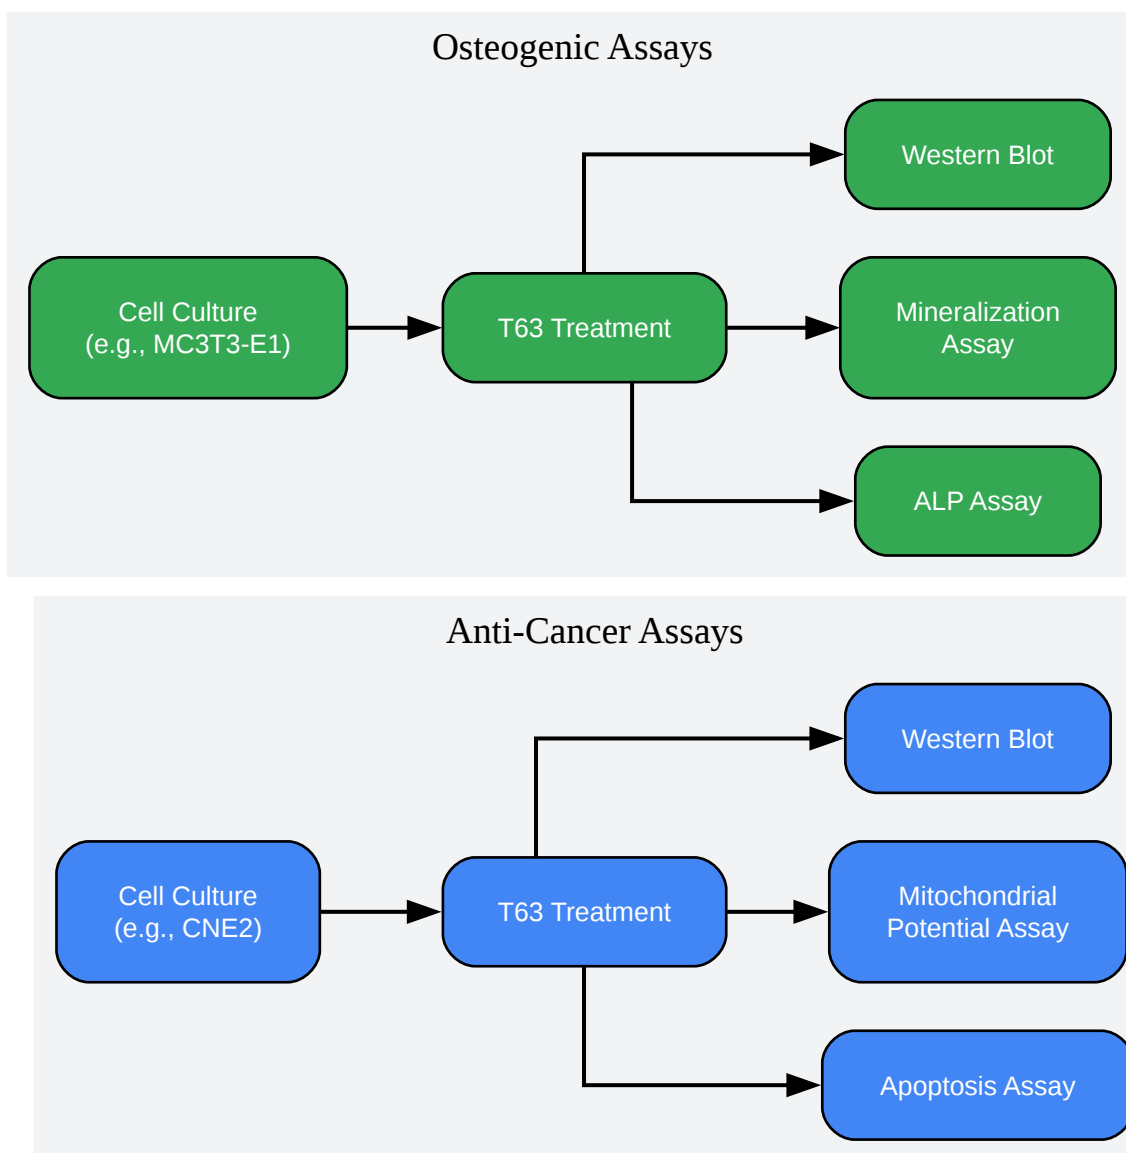 Osteogenic Assays
Western Blot
Cell Culture
(e.g., MC3T3-E1)
T63 Treatment
Mineralization
Assay
ALP Assay
Anti-Cancer Assays
Western Blot
Cell Culture
(e.g., CNE2)
T63 Treatment
Mitochondrial
Potential Assay
Apoptosis Assay